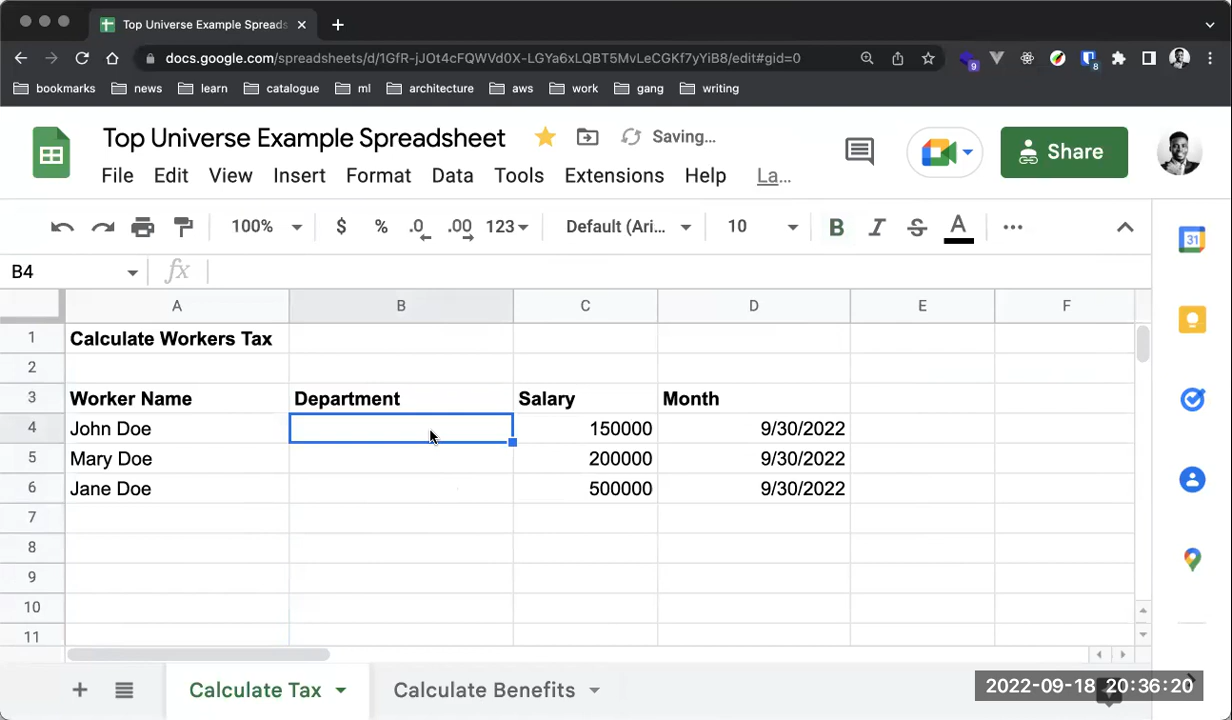 Top Universe Example Spreads
docs.google.com/spreadsheets/d/1GfR-jJOt4cFQWVd0X-LGYa6xLQBT5MvLeCGKf7yYiB8/edit#gid=0
9
8
bookmarks news learn catalogue ml architecture aws work gang writing
Top Universe Example Spreadsheet Saving...
Share
File Edit View Insert Format Data Tools Extensions Help La...
100% $ % .0 .00 123 Default (Ari... 10 B I S A
31
B4 fx
A B C D E F
1 Calculate Workers Tax
2
3 Worker Name Department Salary Month
4 John Doe 150000 9/30/2022
5 Mary Doe 200000 9/30/2022
6 Jane Doe 500000 9/30/2022
7
8
9
10
11
Calculate Tax Calculate Benefits
2022-09-18 20:36:20